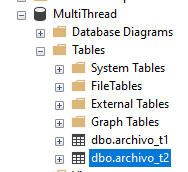 MultiThread
Database Diagrams
Tables
System Tables
FileTables
External Tables
Graph Tables
dbo.archivo_t1
dbo.archivo_t2